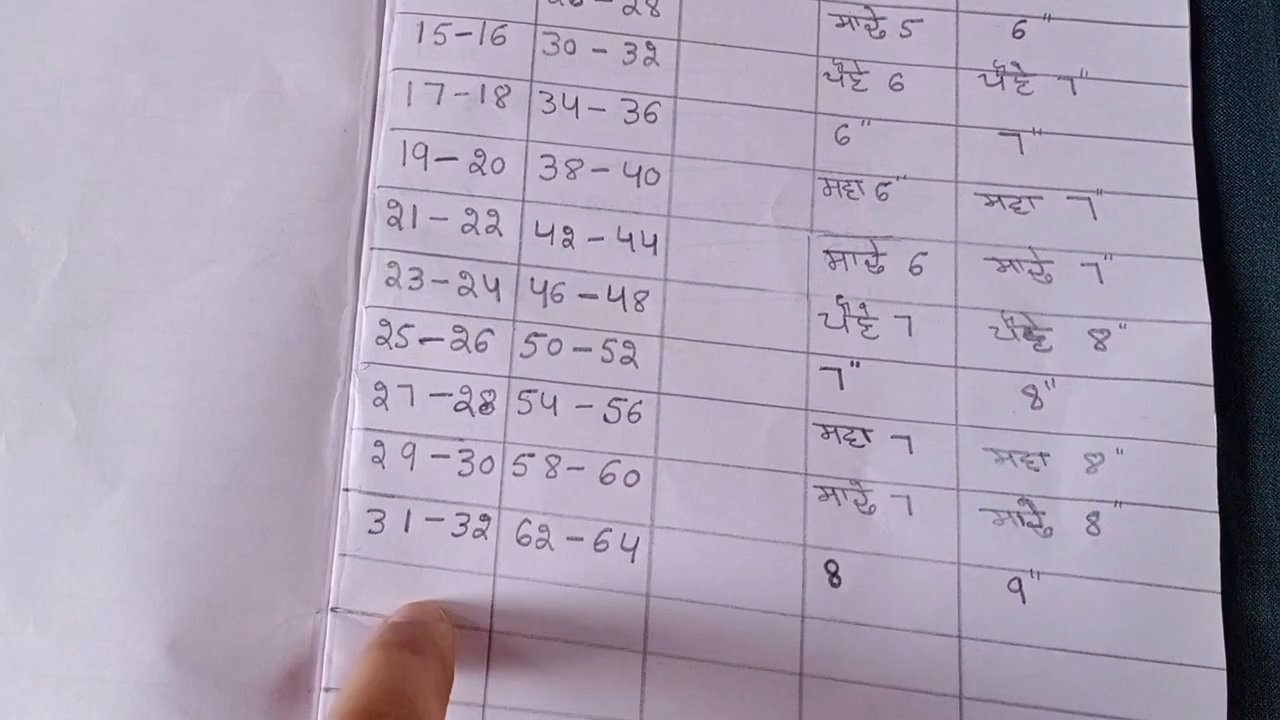 28 ਸਾਢੇ 5 6"
15-16 30-32 ਪੌਣੇ 6 ਪੌਣੇ 7"
17-18 34-36 6" 7"
19-20 38-40 ਸਵਾ 6" ਸਵਾ 7"
21-22 42-44 ਸਾਢੇ 6 ਸਾਢੇ 7"
23-24 46-48 ਪੌਣੇ 7 ਪੌਣੇ 8"
25-26 50-52 7" 8"
27-28 54-56 ਸਵਾ 7 ਸਵਾ 8"
29-30 58-60 ਸਾਢੇ 7 ਸਾਢੇ 8"
31-32 62-64 8 9"